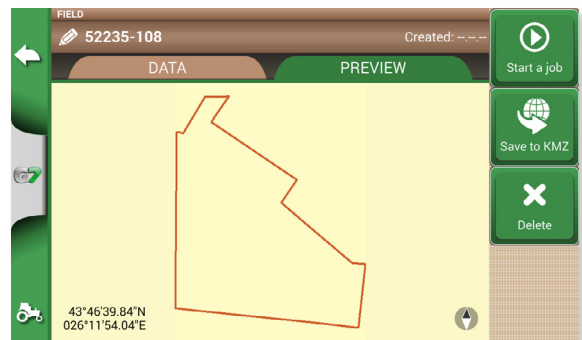 FIELD
52235-108
Created: --.--.--
DATA
PREVIEW
Start a job
Save to KMZ
Delete
43°46'39.84"N
026°11'54.04"E